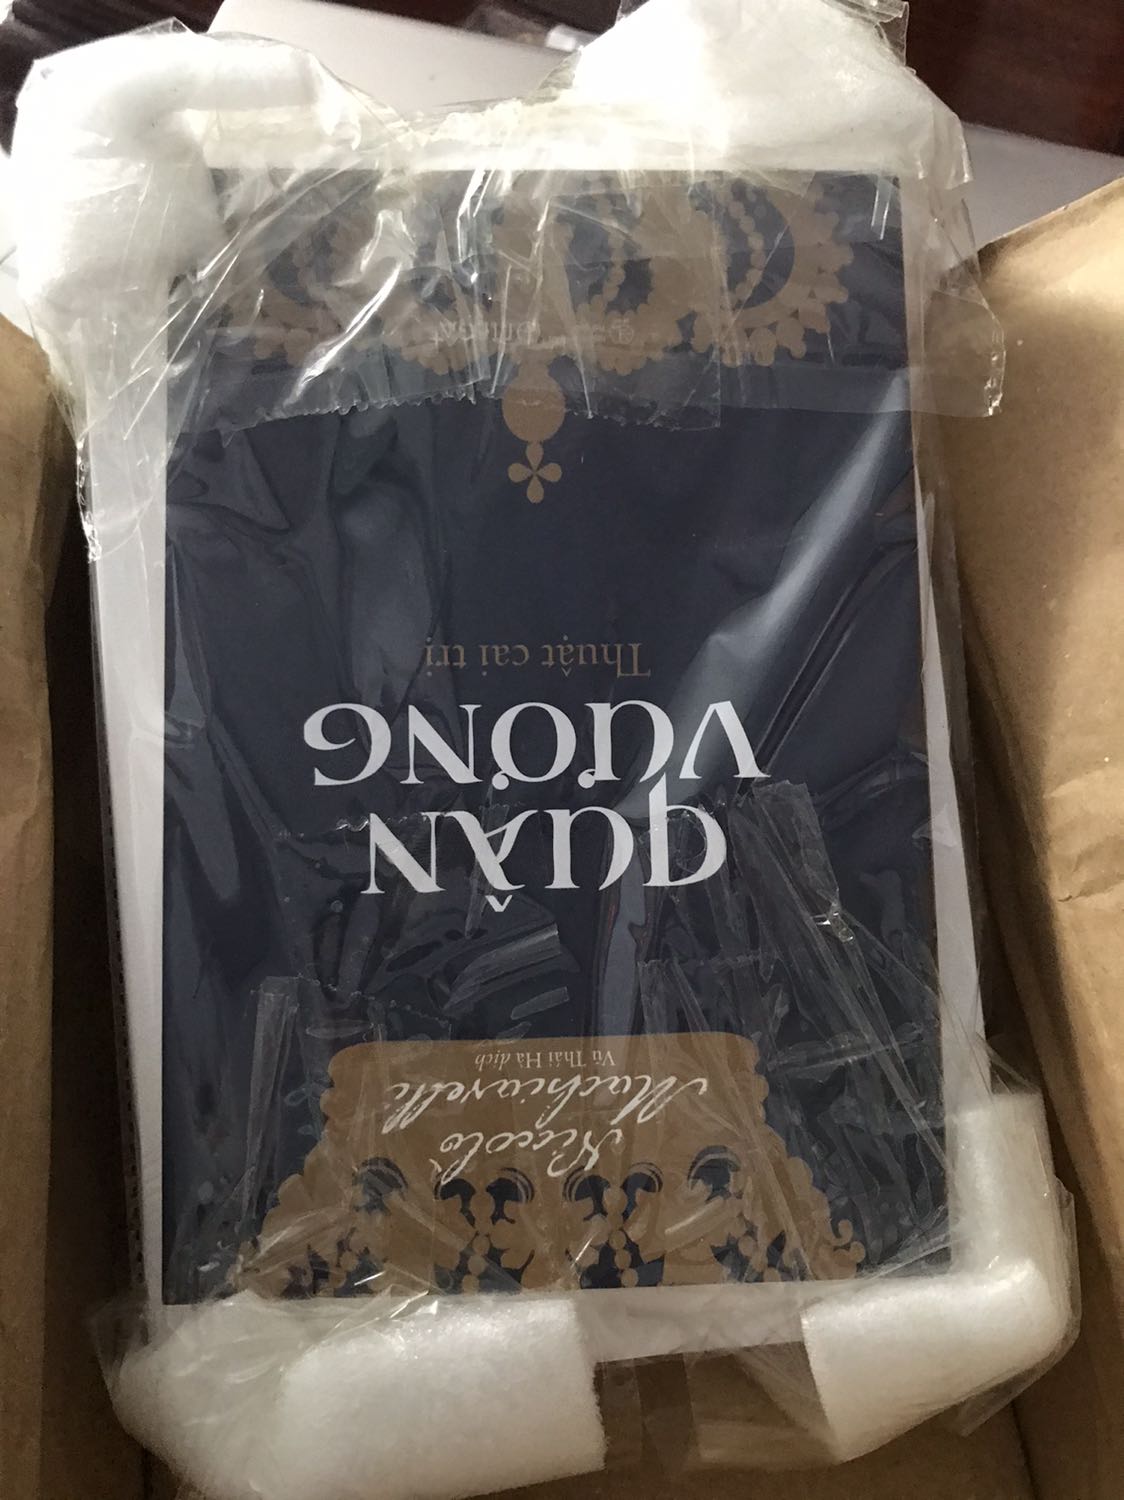 Niccolò
Machiavelli
Vũ Thái Hà dịch
QUÂN
VƯƠNG
Thuật cai trị